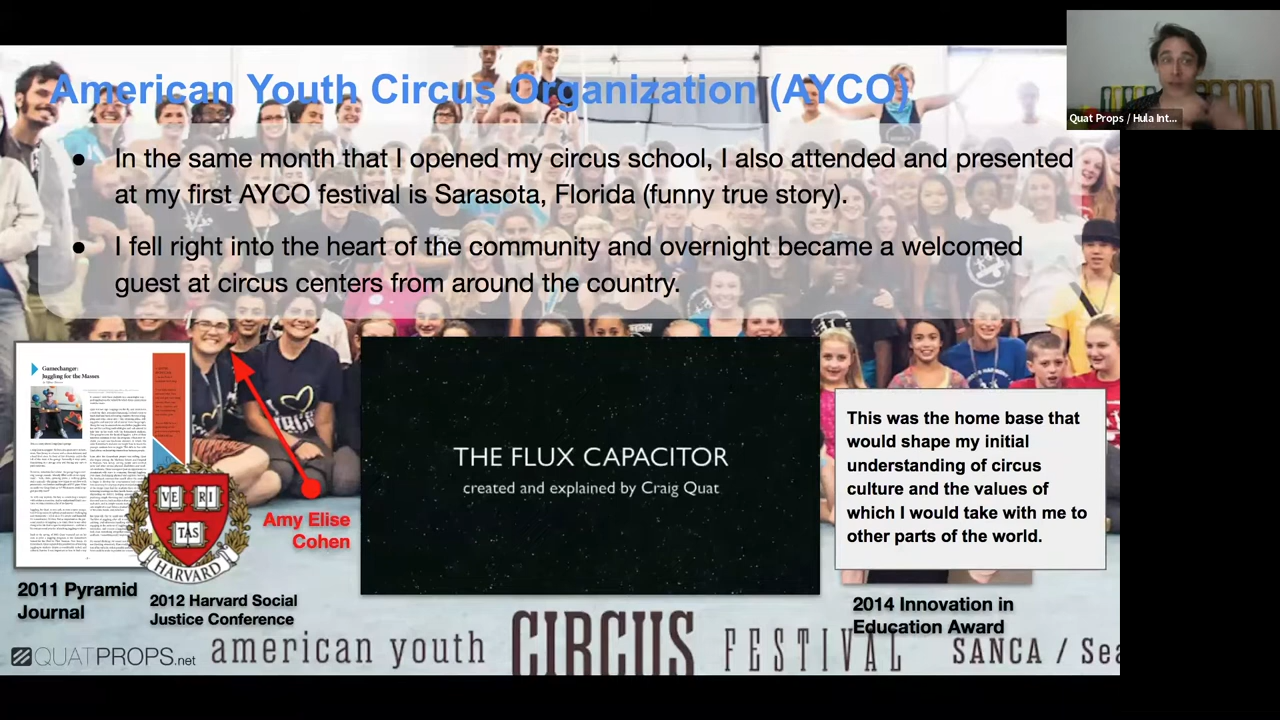 American Youth Circus Organization (AYCO)
Quat Props / Hula Int...
● In the same month that I opened my circus school, I also attended and presented
at my first AYCO festival is Sarasota, Florida (funny true story).
● I fell right into the heart of the community and overnight became a welcomed
guest at circus centers from around the country.
Gamechanger:
Juggling for the Masses
VE RI
TAS
HARVARD
Amy Elise
Cohen
THE FLUX CAPACITOR
created and explained by Craig Quat
This was the home base that
would shape my initial
understanding of circus
culture and the values of
which I would take with me to
other parts of the world.
2011 Pyramid
Journal
2012 Harvard Social
Justice Conference
2014 Innovation in
Education Award
QUATPROPS.net
american youth CIRCUS FESTIVAL SANCA / Sea